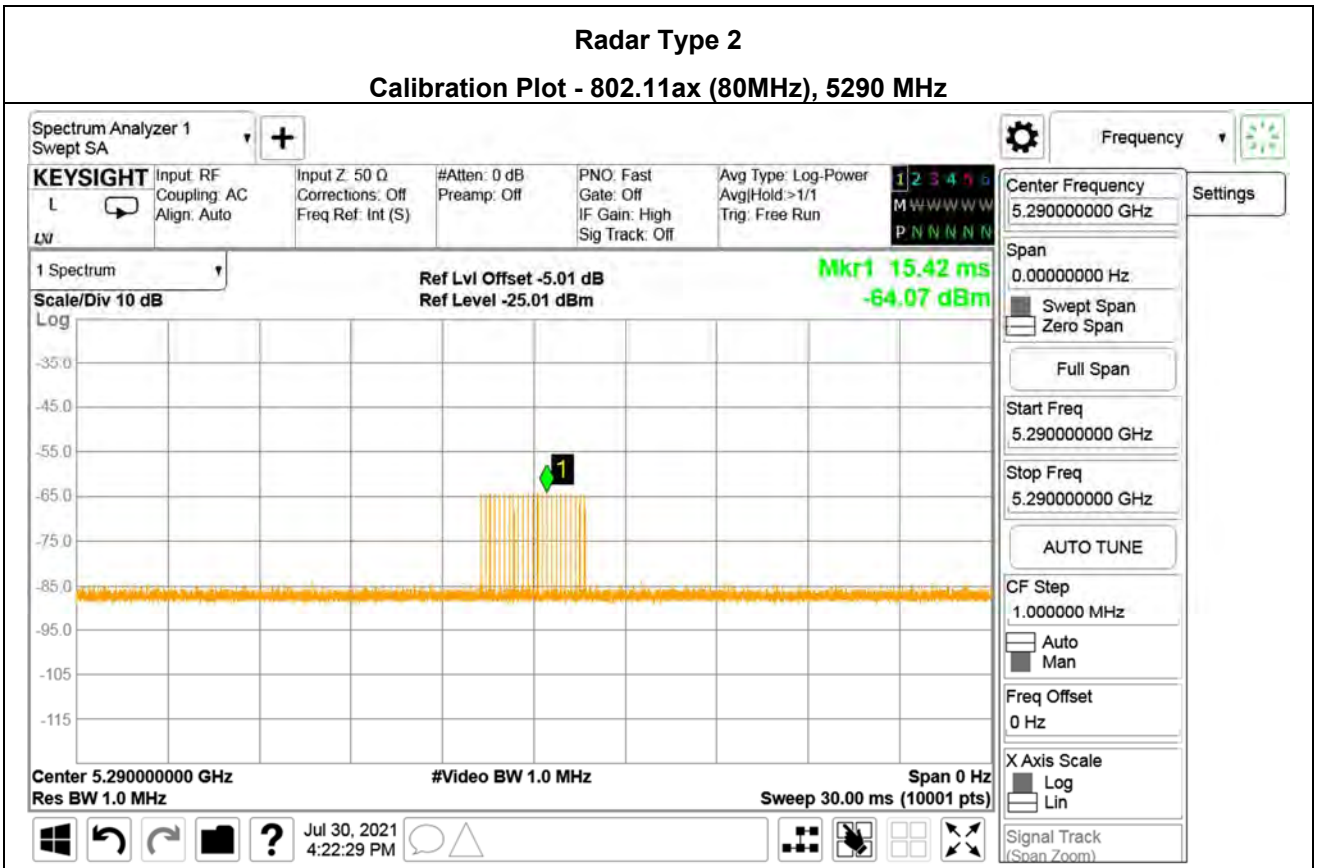 Radar Type 2
Calibration Plot - 802.11ax (80MHz), 5290 MHz
Spectrum Analyzer 1
Swept SA
+
Frequency
KEYSIGHT
L
LXI
Input: RF
Coupling: AC
Align: Auto
Input Z: 50 Ω
Corrections: Off
Freq Ref: Int (S)
#Atten: 0 dB
Preamp: Off
PNO: Fast
Gate: Off
IF Gain: High
Sig Track: Off
Avg Type: Log-Power
Avg|Hold:>1/1
Trig: Free Run
1 2 3 4 5 6
M W W W W W
P N N N N N
Settings
1 Spectrum
Scale/Div 10 dB
Log
Ref Lvl Offset -5.01 dB
Ref Level -25.01 dBm
Mkr1 15.42 ms
-64.07 dBm
-35.0
-45.0
-55.0
-65.0
-75.0
-85.0
-95.0
-105
-115
1
Center 5.290000000 GHz
Res BW 1.0 MHz
#Video BW 1.0 MHz
Span 0 Hz
Sweep 30.00 ms (10001 pts)
Center Frequency
5.290000000 GHz
Span
0.00000000 Hz
Swept Span
Zero Span
Full Span
Start Freq
5.290000000 GHz
Stop Freq
5.290000000 GHz
AUTO TUNE
CF Step
1.000000 MHz
Auto
Man
Freq Offset
0 Hz
X Axis Scale
Log
Lin
Signal Track
(Span Zoom)
?
Jul 30, 2021
4:22:29 PM